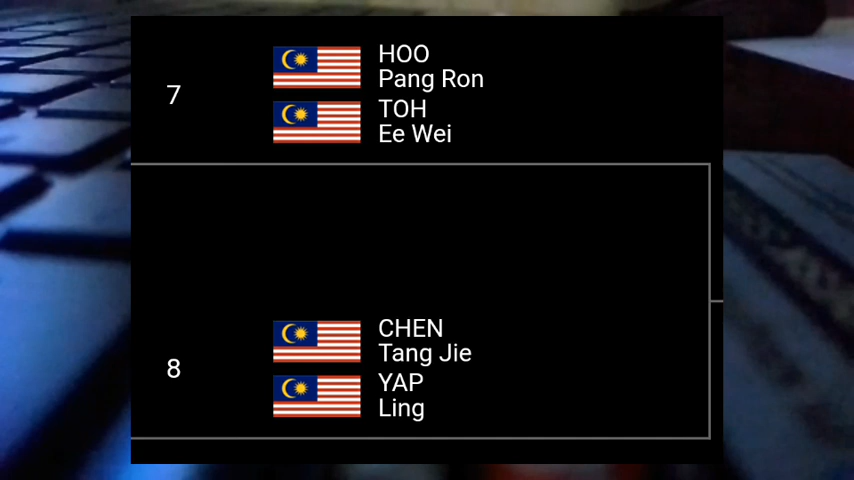 7
HOO
Pang Ron
TOH
Ee Wei
8
CHEN
Tang Jie
YAP
Ling